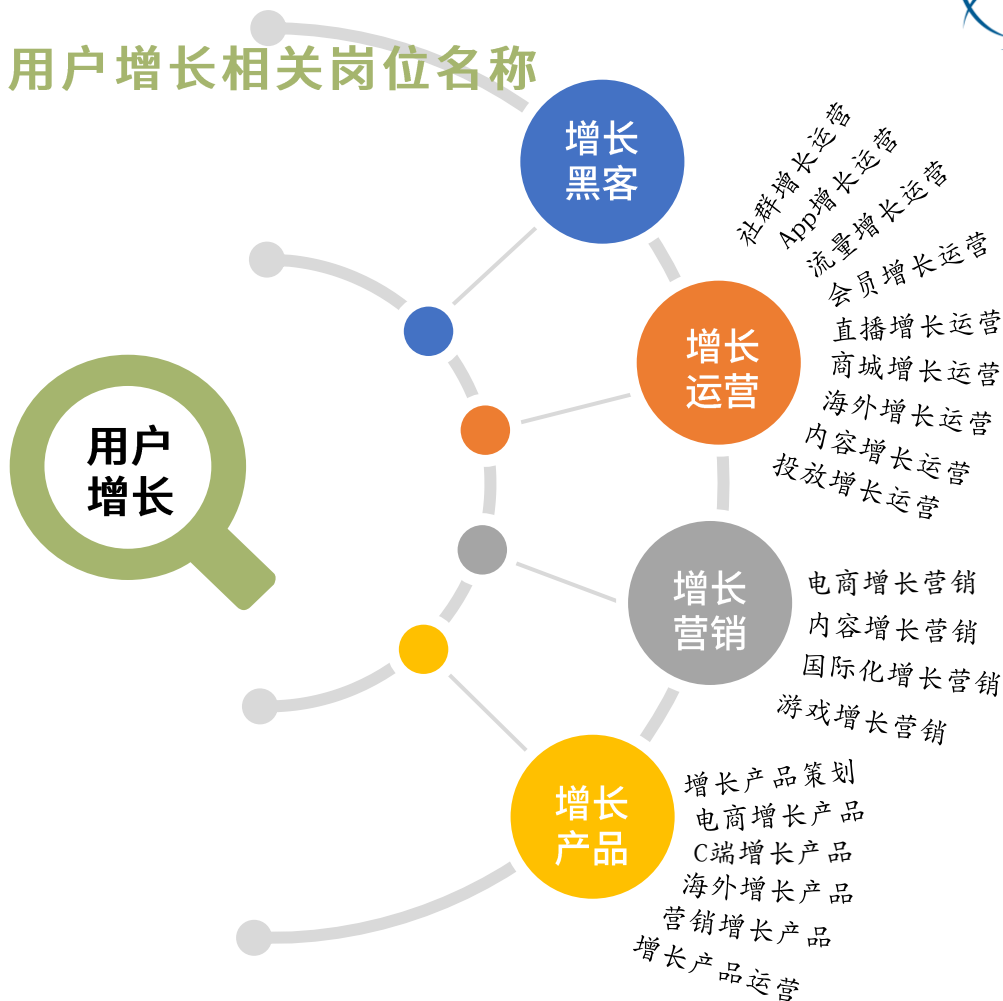 用户增长相关岗位名称
增长
黑客
社群增长运营
App增长运营
流量增长运营
会员增长运营
直播增长运营
商城增长运营
海外增长运营
内容增长运营
投放增长运营
增长
运营
用户
增长
增长
营销
电商增长营销
内容增长营销
国际化增长营销
游戏增长营销
增长
产品
增长产品策划
电商增长产品
C端增长产品
海外增长产品
营销增长产品
增长产品运营